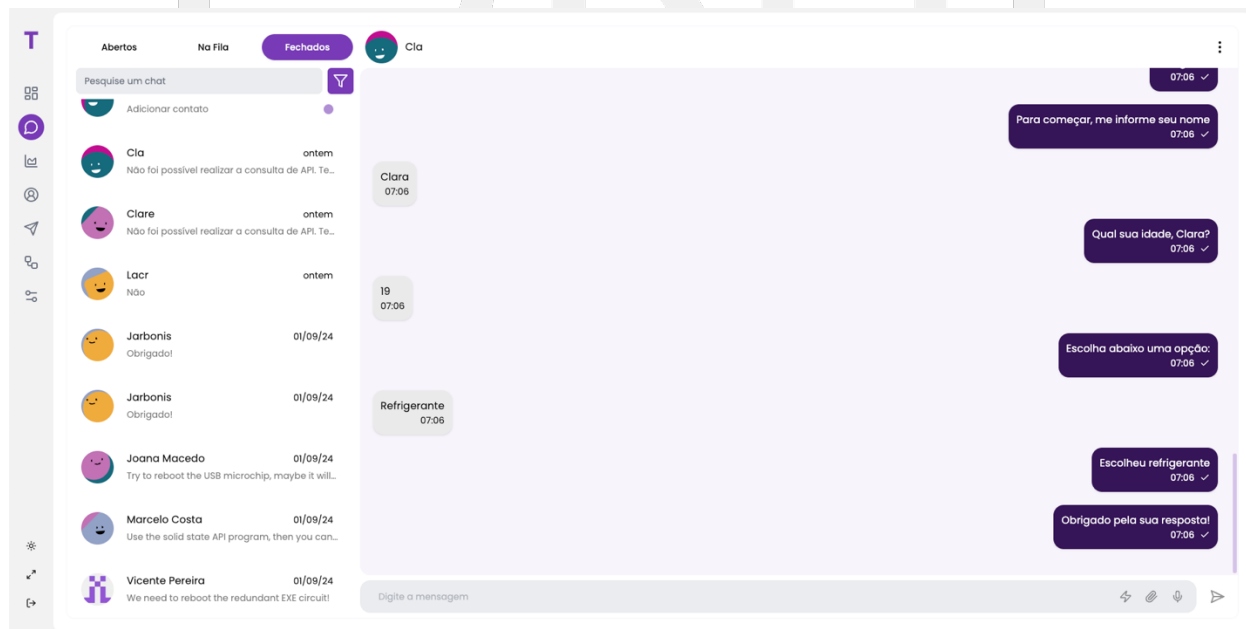 T
Abertos
Na Fila
Fechados
Cla
Pesquise um chat
Adicionar contato
Cla
ontem
Não foi possível realizar a consulta de API. Te...
Clare
ontem
Não foi possível realizar a consulta de API. Te...
Lacr
ontem
Não
Jarbonis
01/09/24
Obrigado!
Jarbonis
01/09/24
Obrigado!
Joana Macedo
01/09/24
Try to reboot the USB microchip, maybe it will...
Marcelo Costa
01/09/24
Use the solid state API program, then you can...
Vicente Pereira
01/09/24
We need to reboot the redundant EXE circuit!
07:06
Para começar, me informe seu nome
07:06
Clara
07:06
Qual sua idade, Clara?
07:06
19
07:06
Escolha abaixo uma opção:
07:06
Refrigerante
07:06
Escolheu refrigerante
07:06
Obrigado pela sua resposta!
07:06
Digite a mensagem